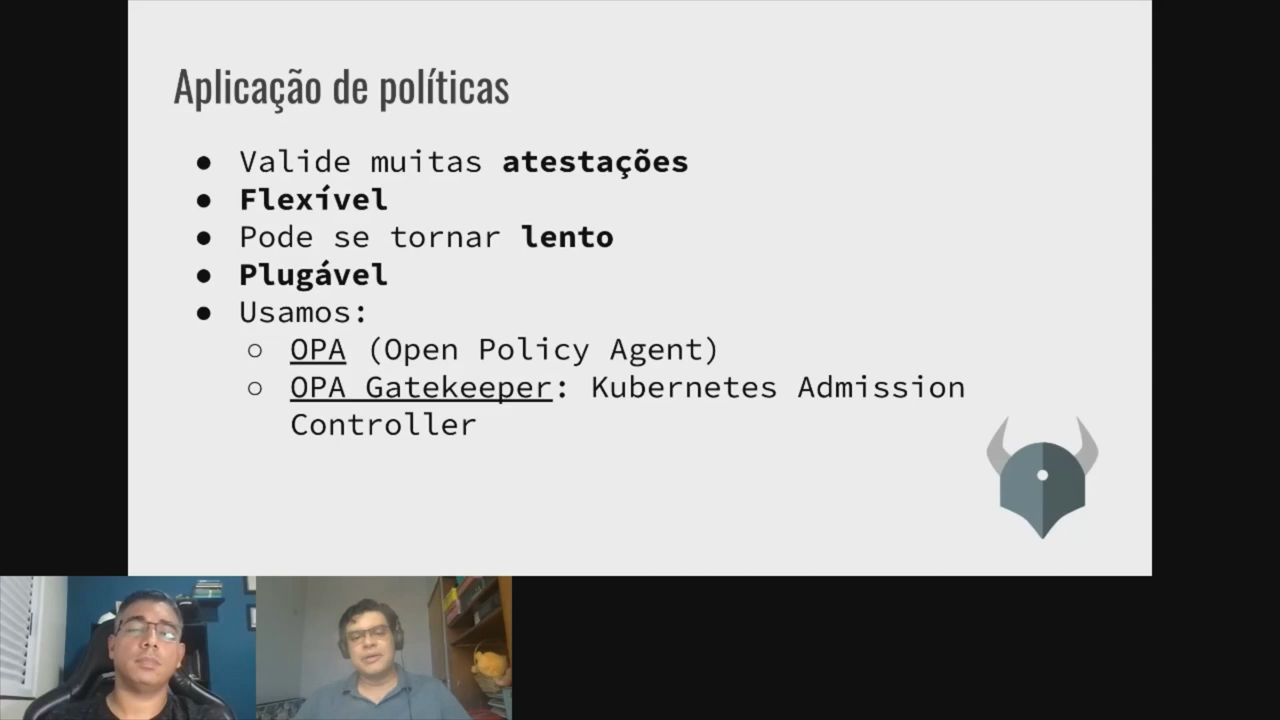 Aplicação de políticas
● Valide muitas atestações
● Flexível
● Pode se tornar lento
● Plugável
● Usamos:
○ OPA (Open Policy Agent)
○ OPA Gatekeeper: Kubernetes Admission
Controller